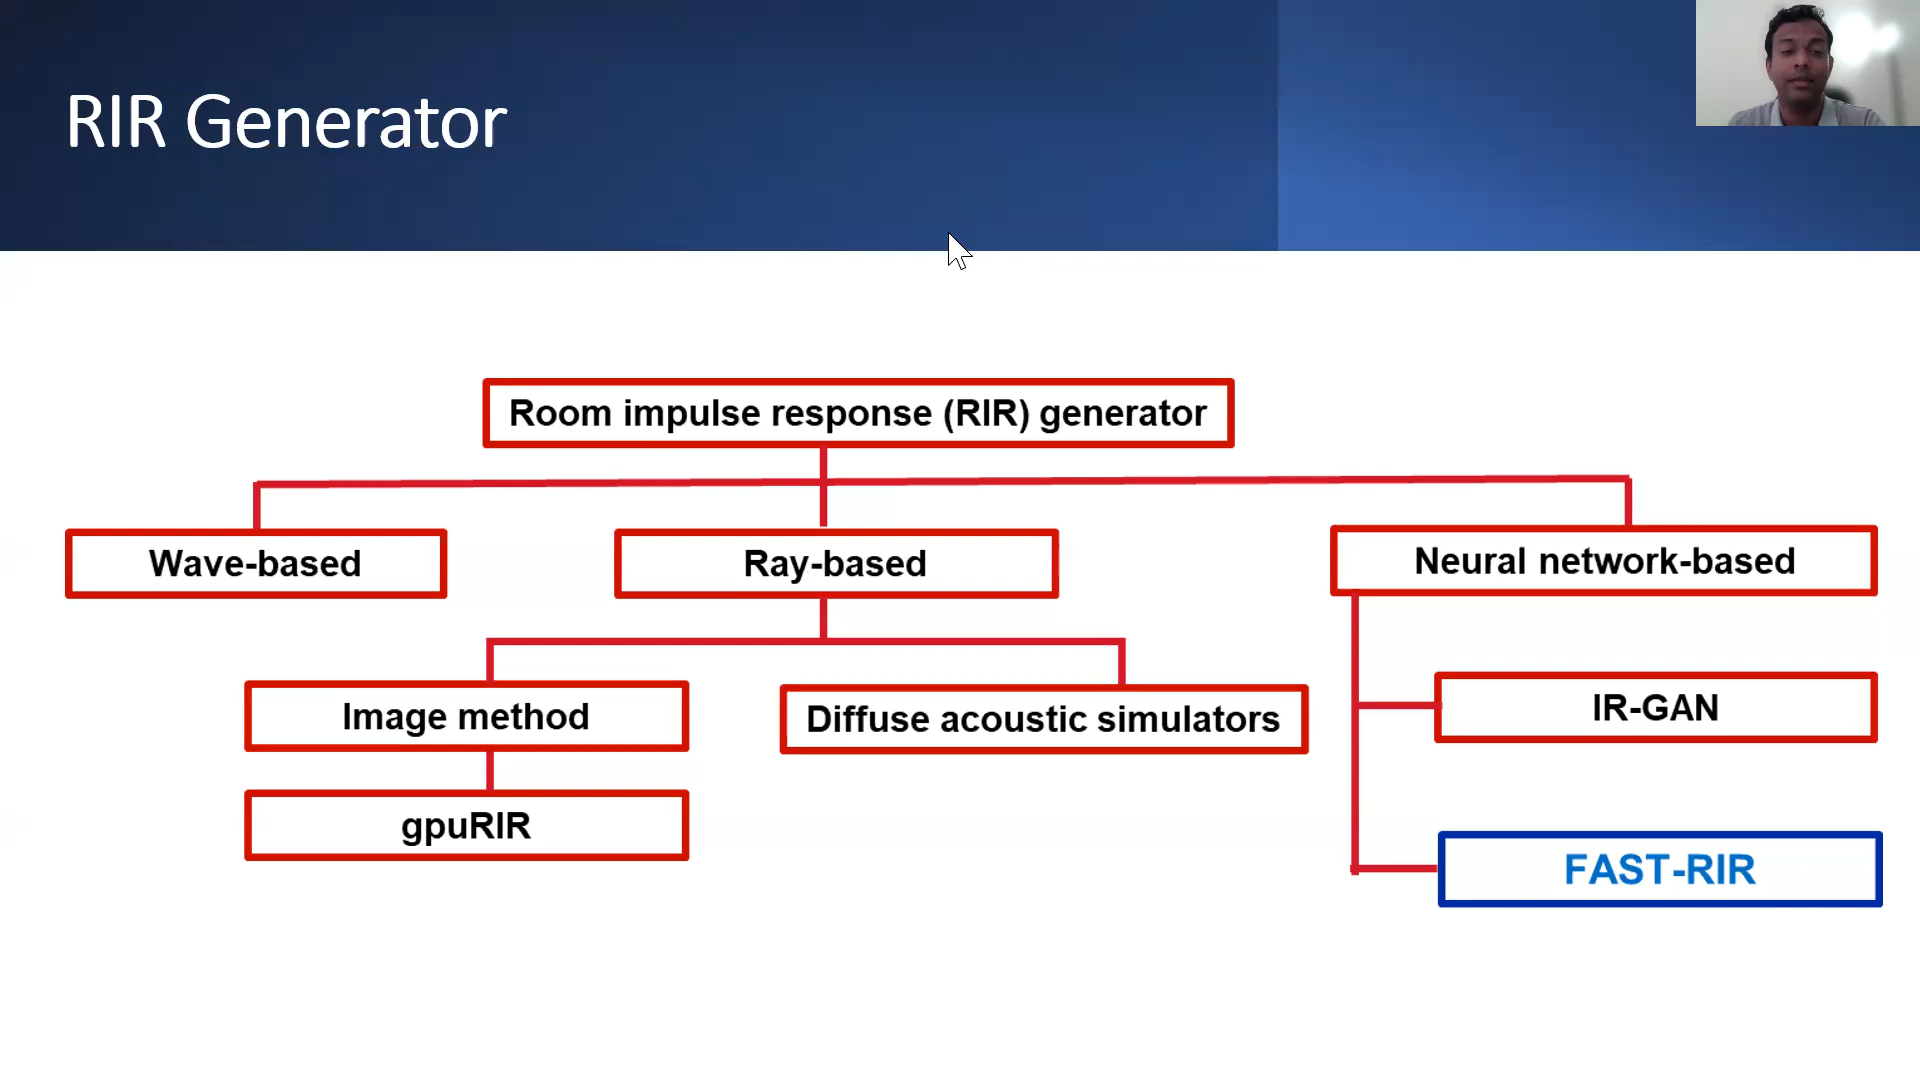 RIR Generator
Room impulse response (RIR) generator
Wave-based
Ray-based
Neural network-based
Image method
Diffuse acoustic simulators
IR-GAN
gpuRIR
FAST-RIR